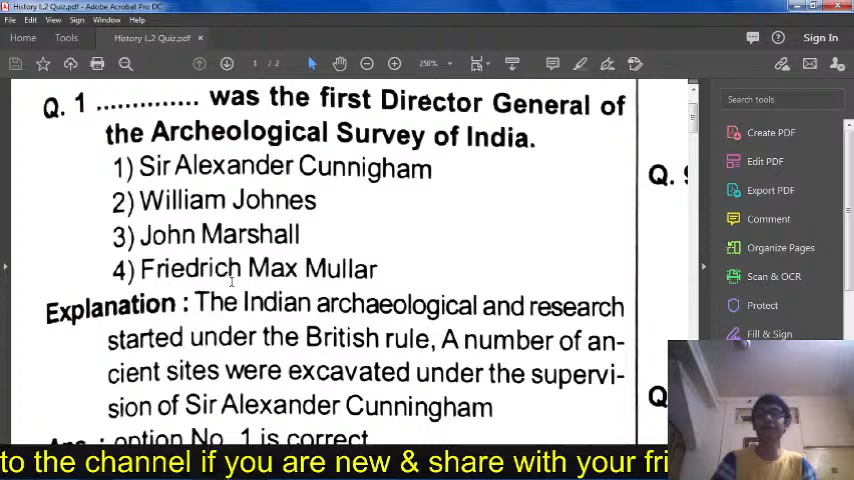 History L.2 Quiz.pdf - Adobe Acrobat Pro DC
File Edit View Sign Window Help
Home Tools History L.2 Quiz.pdf × Sign In
1 / 2 250%
Q. 1 .............. was the first Director General of
the Archeological Survey of India.
1) Sir Alexander Cunnigham
2) William Johnes
3) John Marshall
4) Friedrich Max Mullar
Explanation : The Indian archaeological and research
started under the British rule, A number of an-
cient sites were excavated under the supervi-
sion of Sir Alexander Cunningham
Ans : option No. 1 is correct
Q. 9
Q
Search tools
Create PDF
Edit PDF
Export PDF
Comment
Organize Pages
Scan & OCR
Protect
Fill & Sign
to the channel if you are new & share with your fri